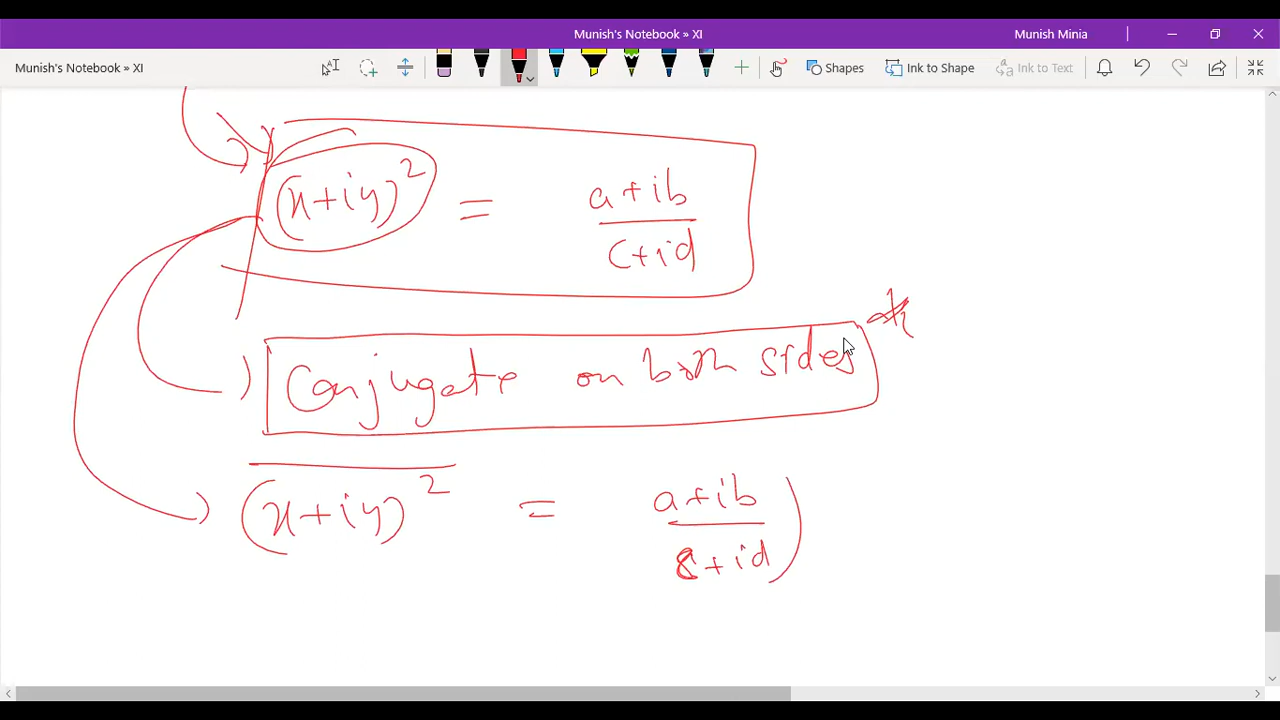 Munish's Notebook » XI
Munish Minia
Munish's Notebook » XI
Shapes
Ink to Shape
Ink to Text
(x+iy)² = a+ib
c+id
Conjugate on both sides
(x+iy)² = a+ib
c+id